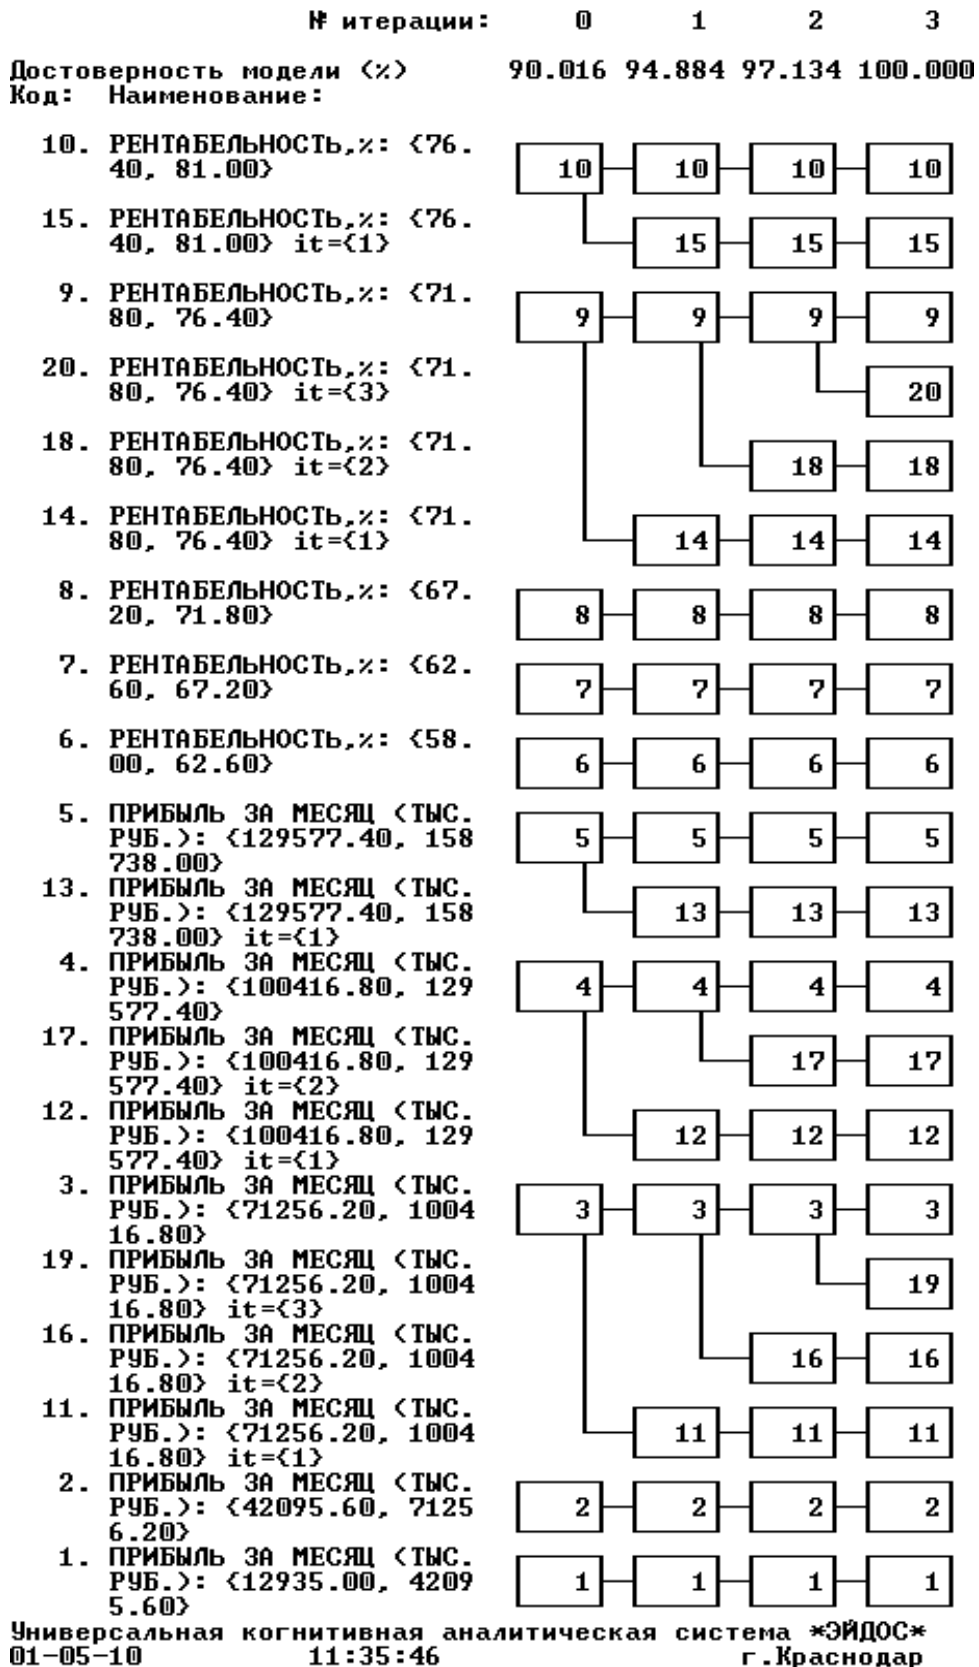 № итерации: 0 1 2 3
Достоверность модели (%) 90.016 94.884 97.134 100.000
Код: Наименование:
10. РЕНТАБЕЛЬНОСТЬ,%: {76.
40, 81.00} 10 10 10 10
15. РЕНТАБЕЛЬНОСТЬ,%: {76.
40, 81.00} it={1} 15 15 15
9. РЕНТАБЕЛЬНОСТЬ,%: {71.
80, 76.40} 9 9 9 9
20. РЕНТАБЕЛЬНОСТЬ,%: {71.
80, 76.40} it={3} 20
18. РЕНТАБЕЛЬНОСТЬ,%: {71.
80, 76.40} it={2} 18 18
14. РЕНТАБЕЛЬНОСТЬ,%: {71.
80, 76.40} it={1} 14 14 14
8. РЕНТАБЕЛЬНОСТЬ,%: {67.
20, 71.80} 8 8 8 8
7. РЕНТАБЕЛЬНОСТЬ,%: {62.
60, 67.20} 7 7 7 7
6. РЕНТАБЕЛЬНОСТЬ,%: {58.
00, 62.60} 6 6 6 6
5. ПРИБЫЛЬ ЗА МЕСЯЦ (ТЫС.
РУБ.): {129577.40, 158 5 5 5 5
738.00}
13. ПРИБЫЛЬ ЗА МЕСЯЦ (ТЫС.
РУБ.): {129577.40, 158 13 13 13
738.00} it={1}
4. ПРИБЫЛЬ ЗА МЕСЯЦ (ТЫС.
РУБ.): {100416.80, 129 4 4 4 4
577.40}
17. ПРИБЫЛЬ ЗА МЕСЯЦ (ТЫС.
РУБ.): {100416.80, 129 17 17
577.40} it={2}
12. ПРИБЫЛЬ ЗА МЕСЯЦ (ТЫС.
РУБ.): {100416.80, 129 12 12 12
577.40} it={1}
3. ПРИБЫЛЬ ЗА МЕСЯЦ (ТЫС.
РУБ.): {71256.20, 1004 3 3 3 3
16.80}
19. ПРИБЫЛЬ ЗА МЕСЯЦ (ТЫС.
РУБ.): {71256.20, 1004 19
16.80} it={3}
16. ПРИБЫЛЬ ЗА МЕСЯЦ (ТЫС.
РУБ.): {71256.20, 1004 16 16
16.80} it={2}
11. ПРИБЫЛЬ ЗА МЕСЯЦ (ТЫС.
РУБ.): {71256.20, 1004 11 11 11
16.80} it={1}
2. ПРИБЫЛЬ ЗА МЕСЯЦ (ТЫС.
РУБ.): {42095.60, 7125 2 2 2 2
6.20}
1. ПРИБЫЛЬ ЗА МЕСЯЦ (ТЫС.
РУБ.): {12935.00, 4209 1 1 1 1
5.60}
Универсальная когнитивная аналитическая система *ЭЙДОС*
01-05-10 11:35:46 г.Краснодар